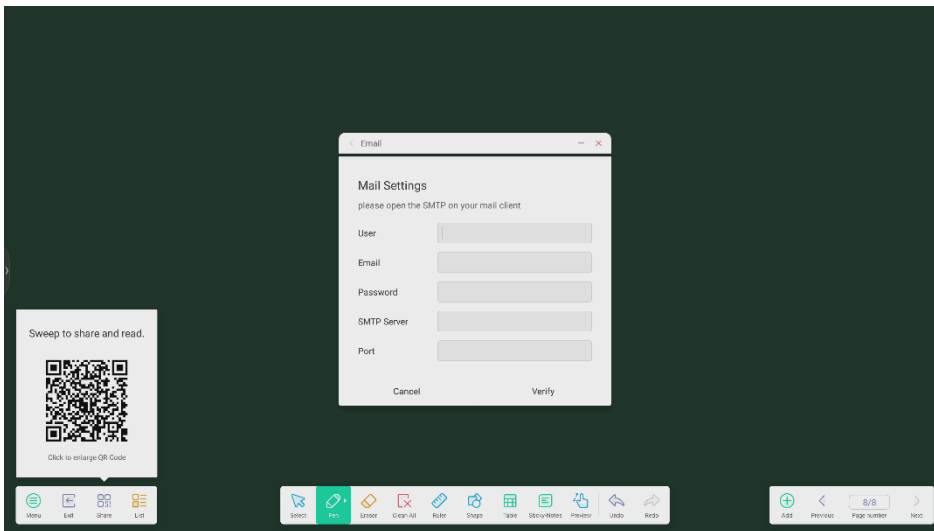 Email
Mail Settings
please open the SMTP on your mail client
User
Email
Password
SMTP Server
Port
Cancel Verify
Sweep to share and read.
Click to enlarge QR Code
Menu Exit Share List
Select Pen Eraser Clean All Ruler Shape Table Sticky-Notes Preview Undo Redo
8/8
Add Previous Page number Next